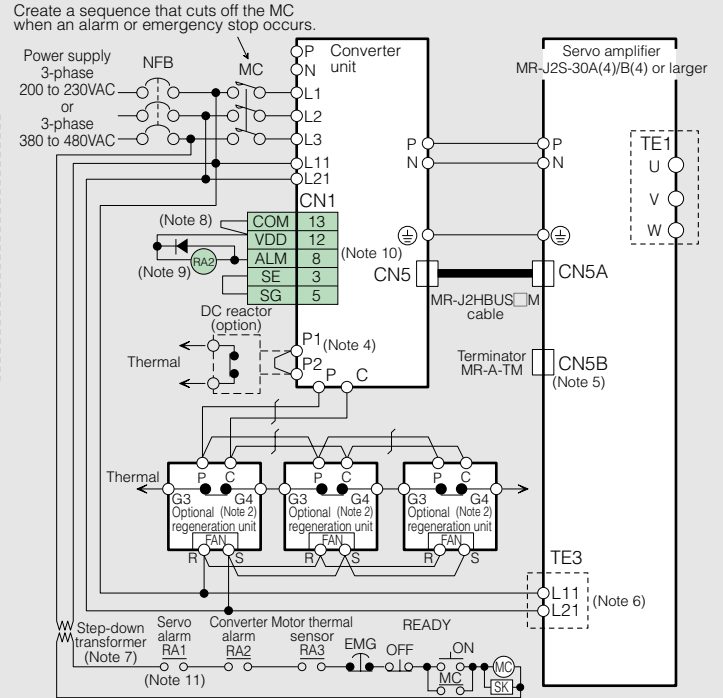 Create a sequence that cuts off the MC
when an alarm or emergency stop occurs.
Power supply
3-phase
200 to 230VAC
or
3-phase
380 to 480VAC
NFB
MC
P
N
L1
L2
L3
L11
L21
Converter
unit
Servo amplifier
MR-J2S-30A(4)/B(4) or larger
P
N
P
N
TE1
U
V
W
CN1
(Note 8)
COM 13
VDD 12
ALM 8
SE 3
SG 5
(Note 10)
RA2
(Note 9)
CN5
CN5A
MR-J2HBUS□M
cable
DC reactor
(option)
Thermal
P1
(Note 4)
P2
P C
Terminator
MR-A-TM
CN5B
(Note 5)
Thermal
P C
G3 G4
Optional (Note 2)
regeneration unit
FAN
R S
P C
G3 G4
Optional (Note 2)
regeneration unit
FAN
R S
P C
G3 G4
Optional (Note 2)
regeneration unit
FAN
R S
TE3
L11
L21
(Note 6)
Step-down
transformer
(Note 7)
Servo
alarm
RA1
(Note 11)
Converter
alarm
RA2
Motor thermal
sensor
RA3
EMG
OFF
READY
ON
MC
MC
SK